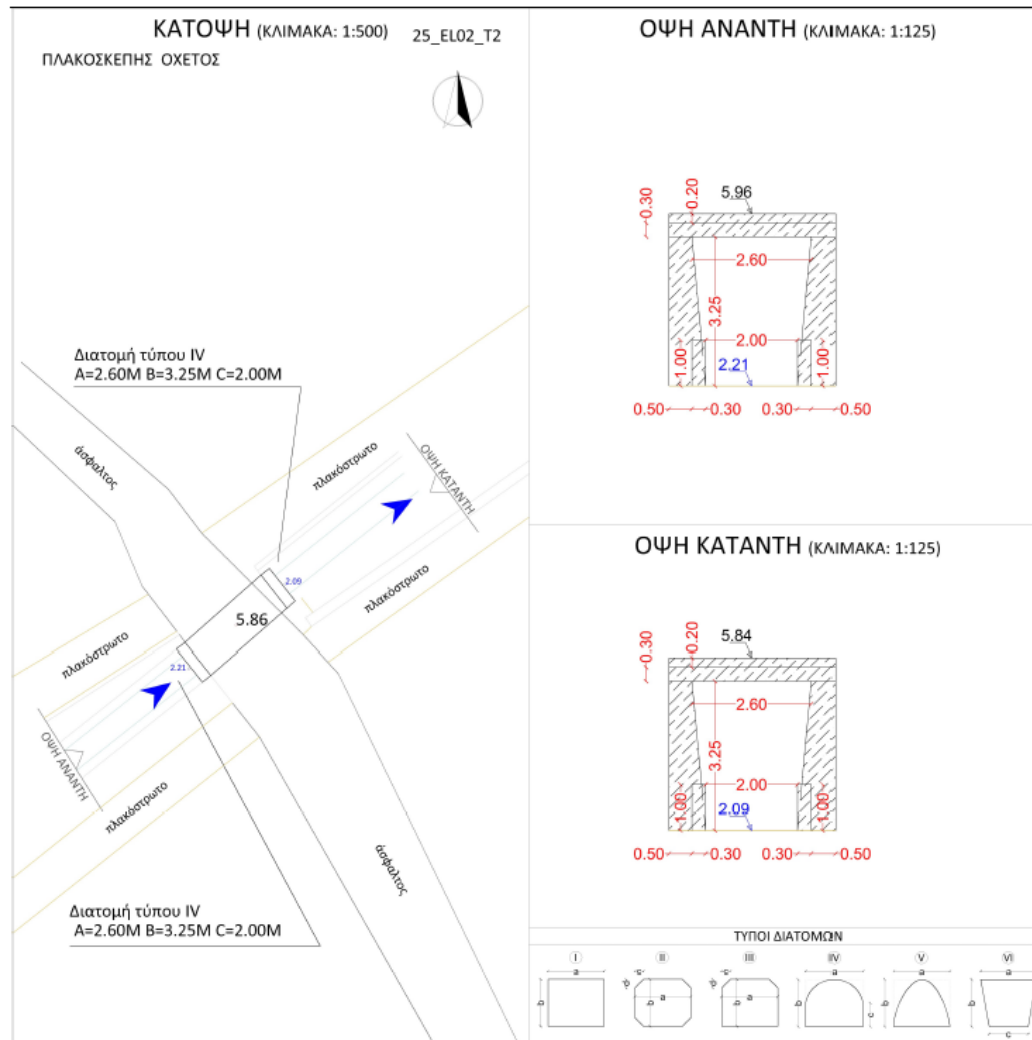 ΚΑΤΟΨΗ (ΚΛΙΜΑΚΑ: 1:500)
25_EL02_T2
ΠΛΑΚΟΣΚΕΠΗΣ ΟΧΕΤΟΣ
Διατομή τύπου IV
A=2.60M B=3.25M C=2.00M
άσφαλτος
πλακόστρωτο
ΟΨΗ ΚΑΤΑΝΤΗ
2.09
5.86
πλακόστρωτο
πλακόστρωτο
2.21
ΟΨΗ ΑΝΑΝΤΗ
πλακόστρωτο
άσφαλτος
Διατομή τύπου IV
A=2.60M B=3.25M C=2.00M
ΟΨΗ ΑΝΑΝΤΗ (ΚΛΙΜΑΚΑ: 1:125)
0.30
0.20
5.96
2.60
3.25
2.00
1.00
2.21
1.00
0.50 0.30 0.30 0.50
ΟΨΗ ΚΑΤΑΝΤΗ (ΚΛΙΜΑΚΑ: 1:125)
0.30
0.20
5.84
2.60
3.25
2.00
1.00
2.09
1.00
0.50 0.30 0.30 0.50
ΤΥΠΟΙ ΔΙΑΤΟΜΩΝ
I II III IV V VI
a c c a a a
d d
b b a b a b c b b
c